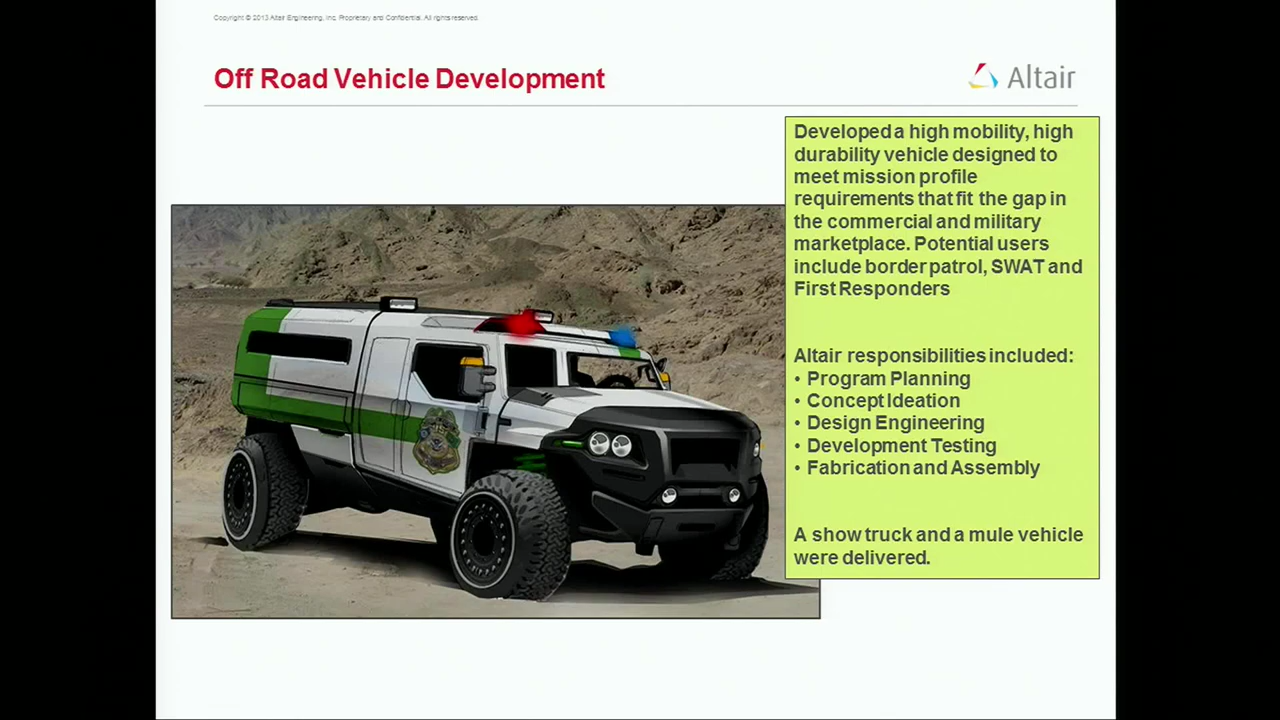 Copyright © 2013 Altair Engineering, Inc. Proprietary and Confidential. All rights reserved.
Off Road Vehicle Development
Altair
Developed a high mobility, high
durability vehicle designed to
meet mission profile
requirements that fit the gap in
the commercial and military
marketplace. Potential users
include border patrol, SWAT and
First Responders
Altair responsibilities included:
• Program Planning
• Concept Ideation
• Design Engineering
• Development Testing
• Fabrication and Assembly
A show truck and a mule vehicle
were delivered.